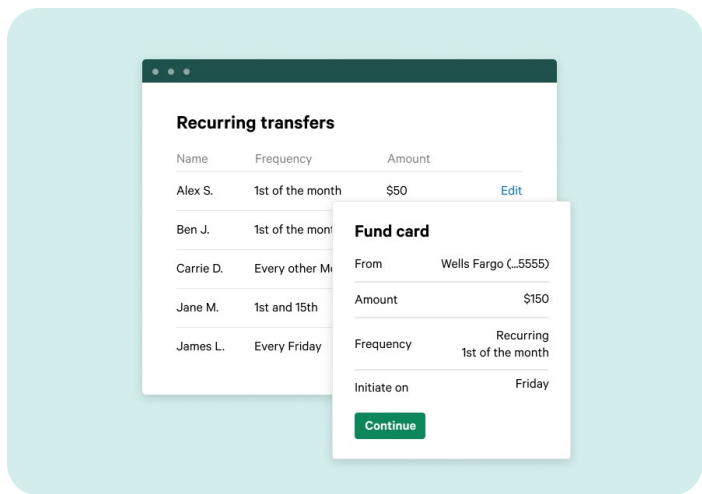 Recurring transfers
Name Frequency Amount
Alex S. 1st of the month $50 Edit
Ben J. 1st of the
Carrie D. Every other
Jane M. 1st and 15th
James L. Every Friday
Fund card
From Wells Fargo (...5555)
Amount $150
Frequency Recurring
1st of the month
Initiate on Friday
Continue